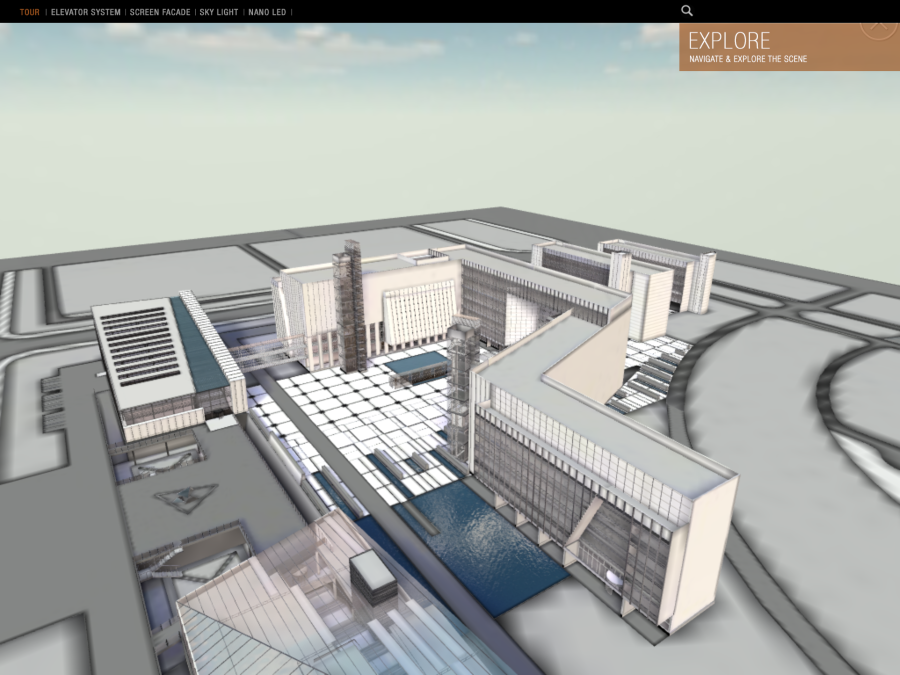 TOUR | ELEVATOR SYSTEM | SCREEN FACADE | SKY LIGHT | NANO LED |
EXPLORE
NAVIGATE & EXPLORE THE SCENE